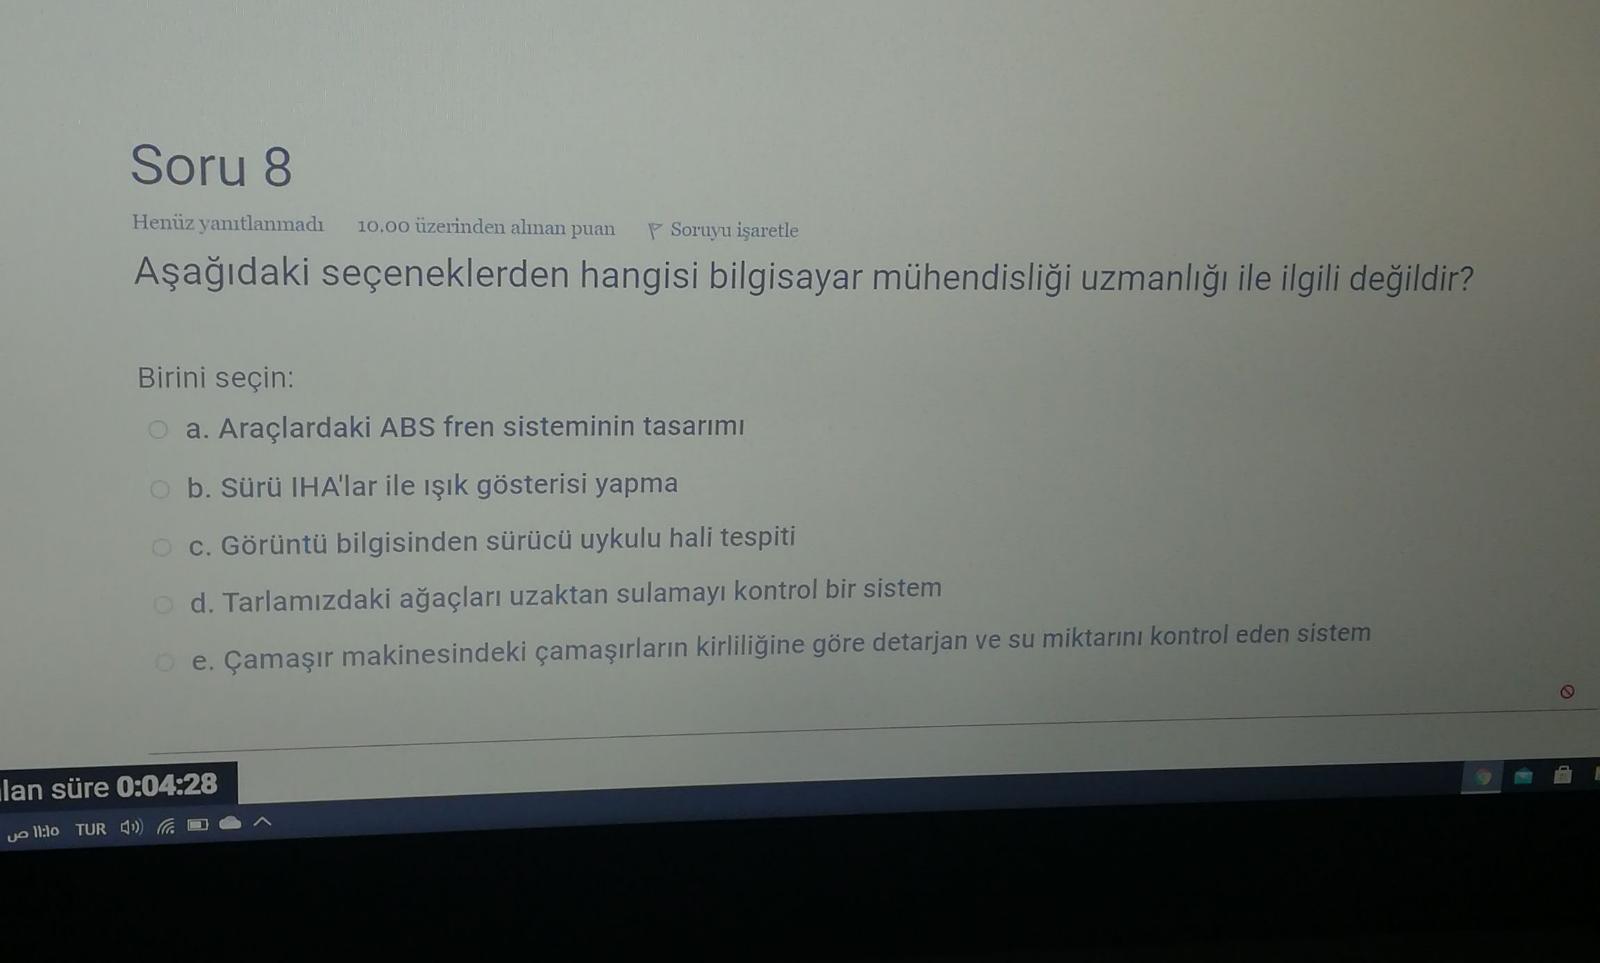 Soru 8
Henüz yanıtlanmadı 10,00 üzerinden alınan puan Soruyu işaretle
Aşağıdaki seçeneklerden hangisi bilgisayar mühendisliği uzmanlığı ile ilgili değildir?
Birini seçin:
a. Araçlardaki ABS fren sisteminin tasarımı
b. Sürü IHA'lar ile ışık gösterisi yapma
c. Görüntü bilgisinden sürücü uykulu hali tespiti
d. Tarlamızdaki ağaçları uzaktan sulamayı kontrol bir sistem
e. Çamaşır makinesindeki çamaşırların kirliliğine göre detarjan ve su miktarını kontrol eden sistem
lan süre 0:04:28
11:10 ص TUR